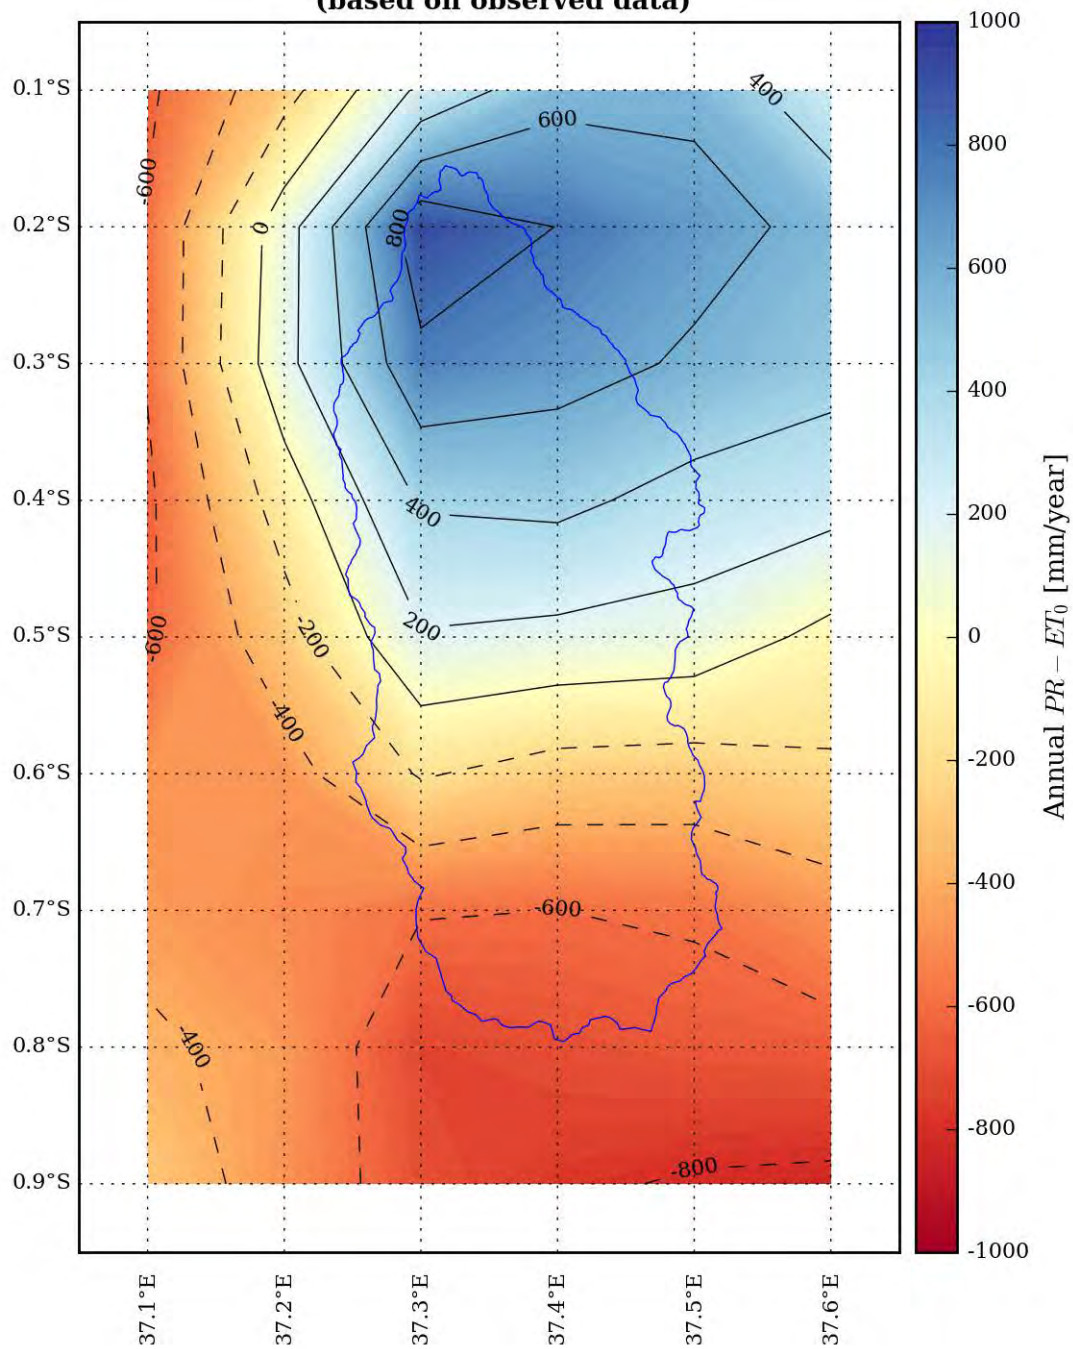 (based on observed data)
0.1°S
0.2°S
0.3°S
0.4°S
0.5°S
0.6°S
0.7°S
0.8°S
0.9°S
400
600
-600
0
800
400
200
-600
-200
-400
-600
-400
-800
37.1°E
37.2°E
37.3°E
37.4°E
37.5°E
37.6°E
1000
800
600
400
200
0
-200
-400
-600
-800
-1000
Annual PR − ET₀ [mm/year]